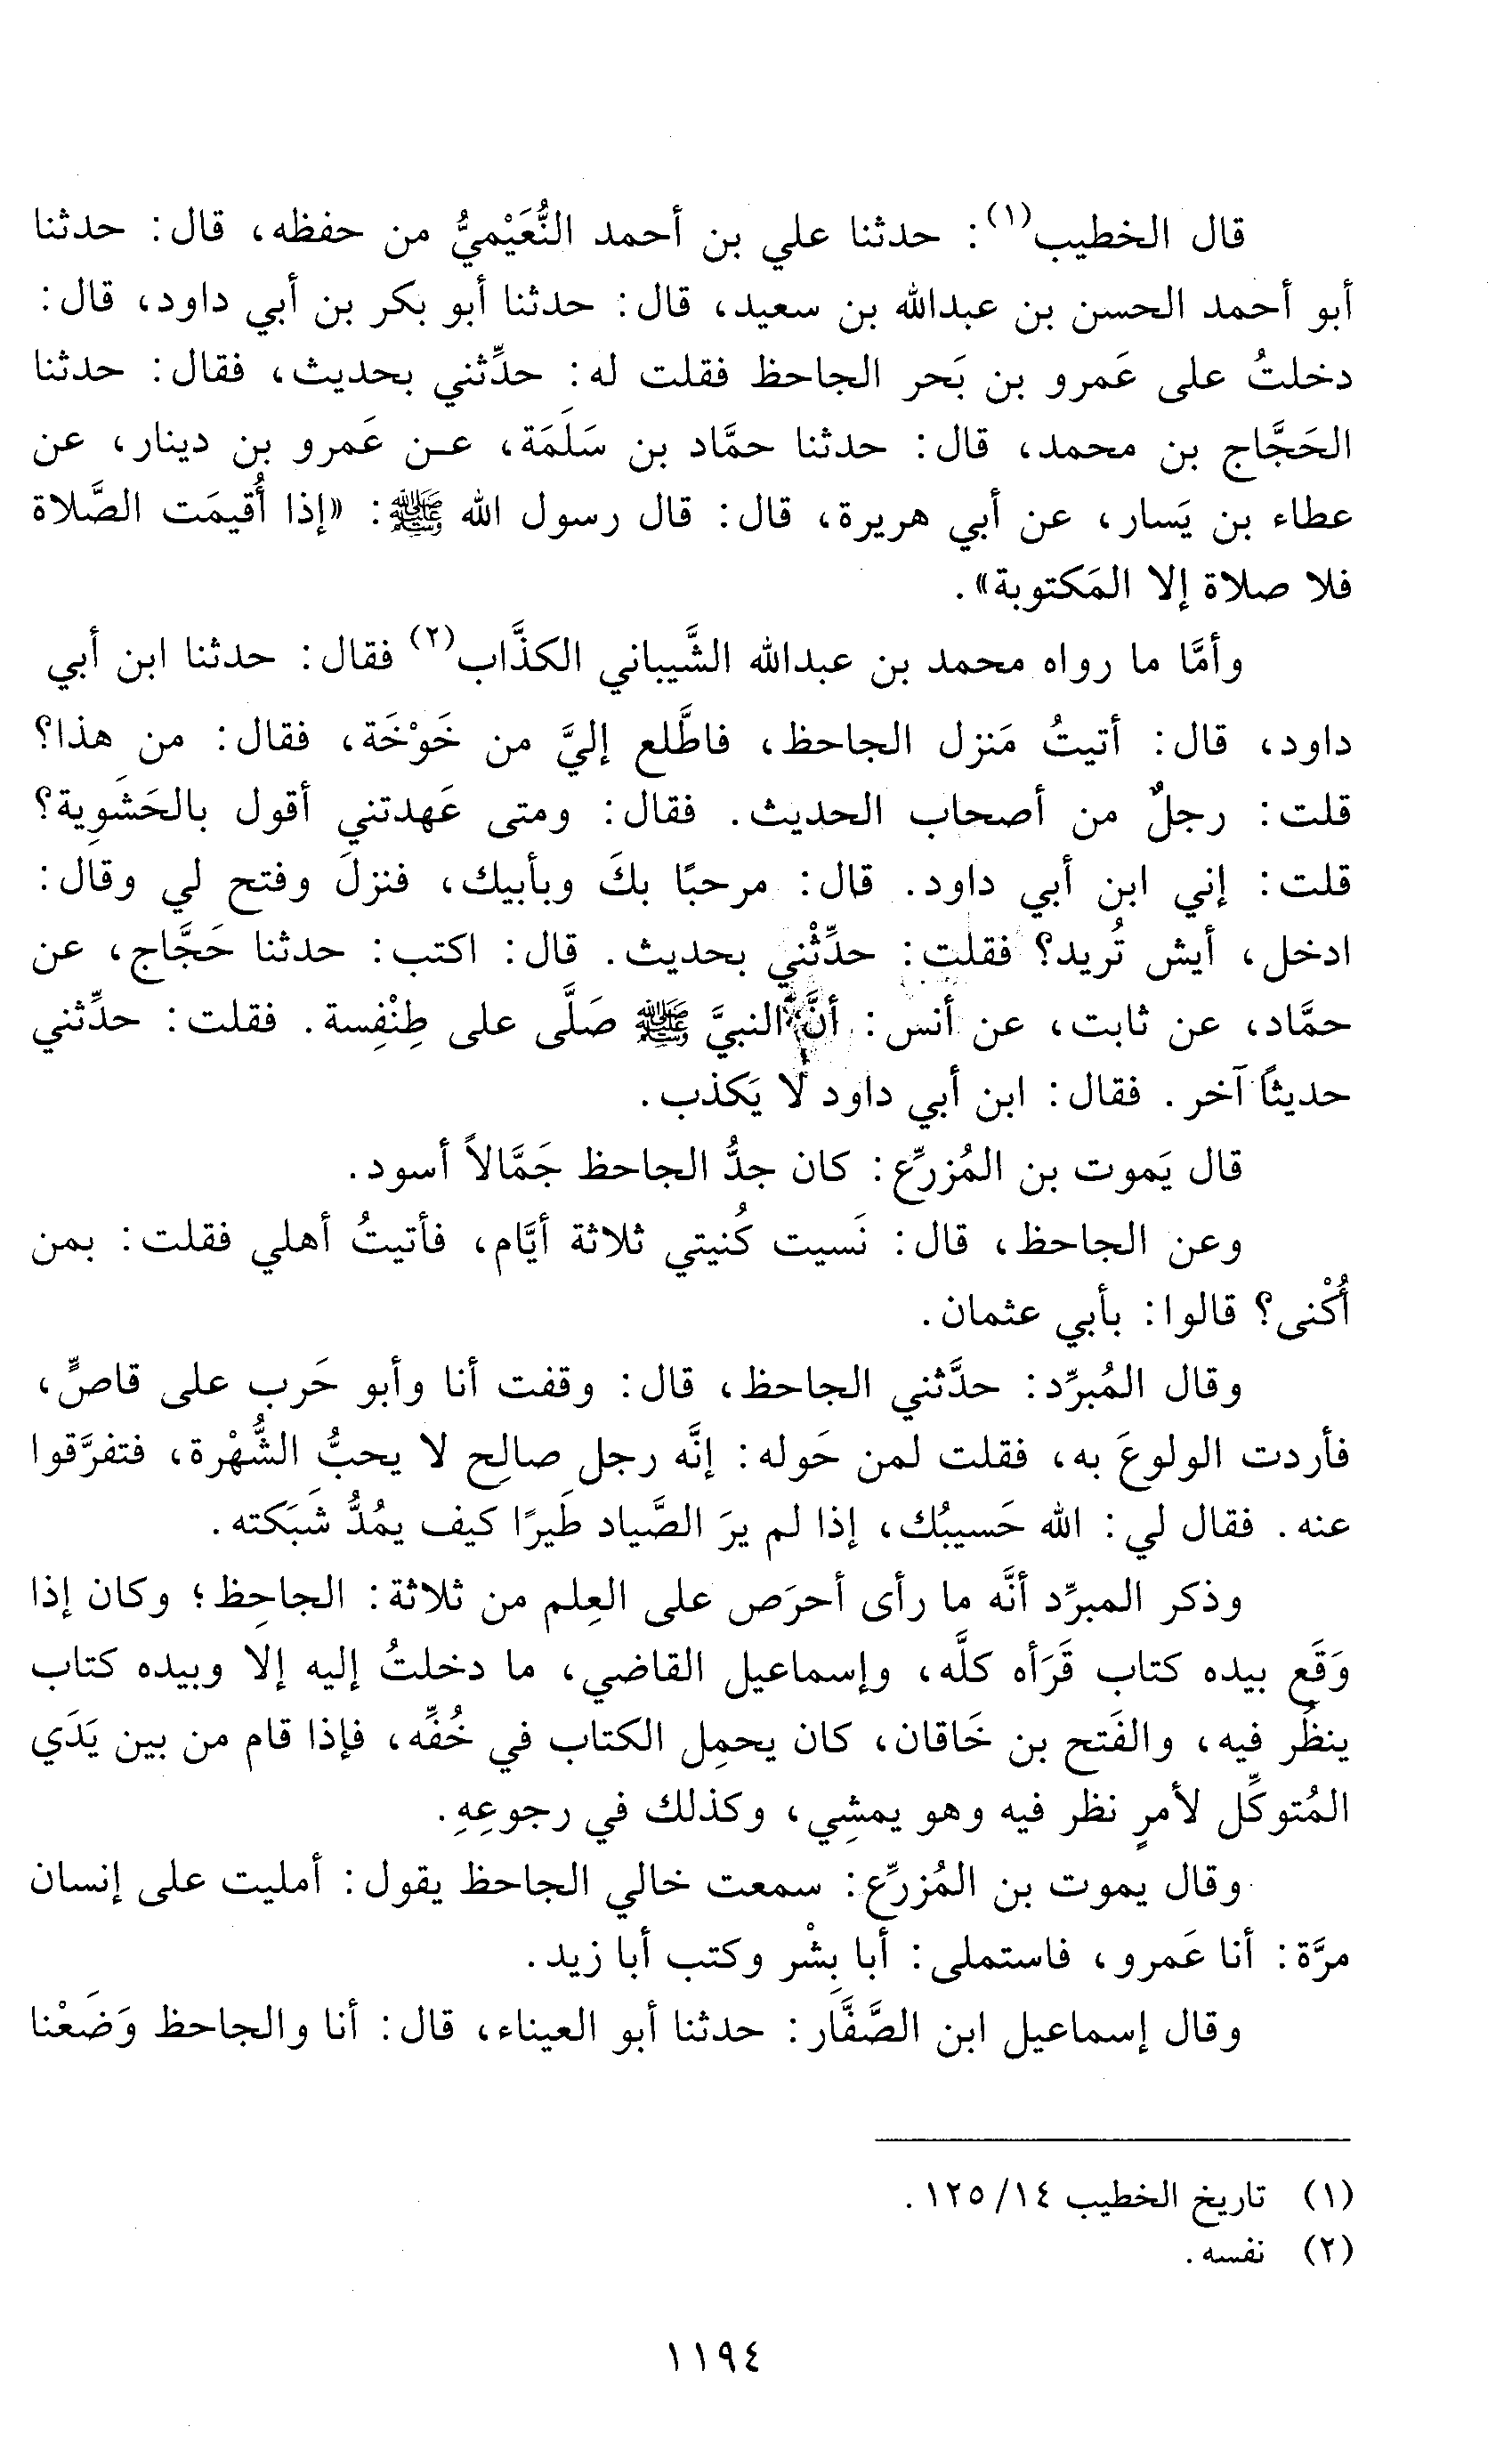 قال الخطيب(١): حدثنا علي بن أحمد النُّعَيْميُّ من حفظه، قال: حدثنا
أبو أحمد الحسن بن عبدالله بن سعيد، قال: حدثنا أبو بكر بن أبي داود، قال:
دخلتُ على عَمرو بن بَحر الجاحظ فقلت له: حدِّثني بحديث، فقال: حدثنا
الحَجَّاج بن محمد، قال: حدثنا حمَّاد بن سَلَمَة، عن عَمرو بن دينار، عن
عطاء بن يَسار، عن أبي هريرة، قال: قال رسول الله ﷺ: «إذا أُقيمَت الصَّلاة
فلا صلاة إلا المَكتوبة».
وأمَّا ما رواه محمد بن عبدالله الشَّيباني الكذَّاب(٢) فقال: حدثنا ابن أبي
داود، قال: أتيتُ مَنزل الجاحظ، فاطَّلع إليَّ من خَوْخَة، فقال: من هذا؟
قلت: رجلٌ من أصحاب الحديث. فقال: ومتى عَهدتني أقول بالحَشَوِية؟
قلت: إني ابن أبي داود. قال: مرحبًا بكَ وبأبيك، فنزلَ وفتح لي وقال:
ادخل، أيش تُريد؟ فقلت: حدِّثْني بحديث. قال: اكتب: حدثنا حَجَّاج، عن
حمَّاد، عن ثابت، عن أنس: أنَّ النبيَّ ﷺ صَلَّى على طِنْفِسة. فقلت: حدِّثني
حديثاً آخر. فقال: ابن أبي داود لا يَكذب.
قال يَموت بن المُزرِّع: كان جدُّ الجاحظ جَمَّالاً أسود.
وعن الجاحظ، قال: نَسيت كُنيتي ثلاثة أيَّام، فأتيتُ أهلي فقلت: بمن
أُكْنى؟ قالوا: بأبي عثمان.
وقال المُبرِّد: حدَّثني الجاحظ، قال: وقفت أنا وأبو حَرب على قاصٍّ،
فأردت الولوعَ به، فقلت لمن حَوله: إنَّه رجل صالِح لا يحبُّ الشُّهْرة، فتفرَّقوا
عنه. فقال لي: الله حَسيبُك، إذا لم يرَ الصَّياد طَيرًا كيف يمُدُّ شَبَكته.
وذكر المبرِّد أنَّه ما رأى أحرَص على العِلم من ثلاثة: الجاحِظ؛ وكان إذا
وَقَع بيده كتاب قَرَأه كلَّه، وإسماعيل القاضي، ما دخلتُ إليه إلا وبيده كتاب
ينظُر فيه، والفَتح بن خَاقان، كان يحمِل الكتاب في خُفِّه، فإذا قام من بين يَدَي
المُتوكِّل لأمرٍ نظر فيه وهو يمشِي، وكذلك في رجوعِهِ.
وقال يموت بن المُزرِّع: سمعت خالي الجاحظ يقول: أمليت على إنسان
مرَّة: أنا عَمرو، فاستملى: أبا بِشْر وكتب أبا زيد.
وقال إسماعيل ابن الصَّفَّار: حدثنا أبو العيناء، قال: أنا والجاحظ وَضَعْنا
(١) تاريخ الخطيب ١٤/ ١٢٥.
(٢) نفسه.
١١٩٤